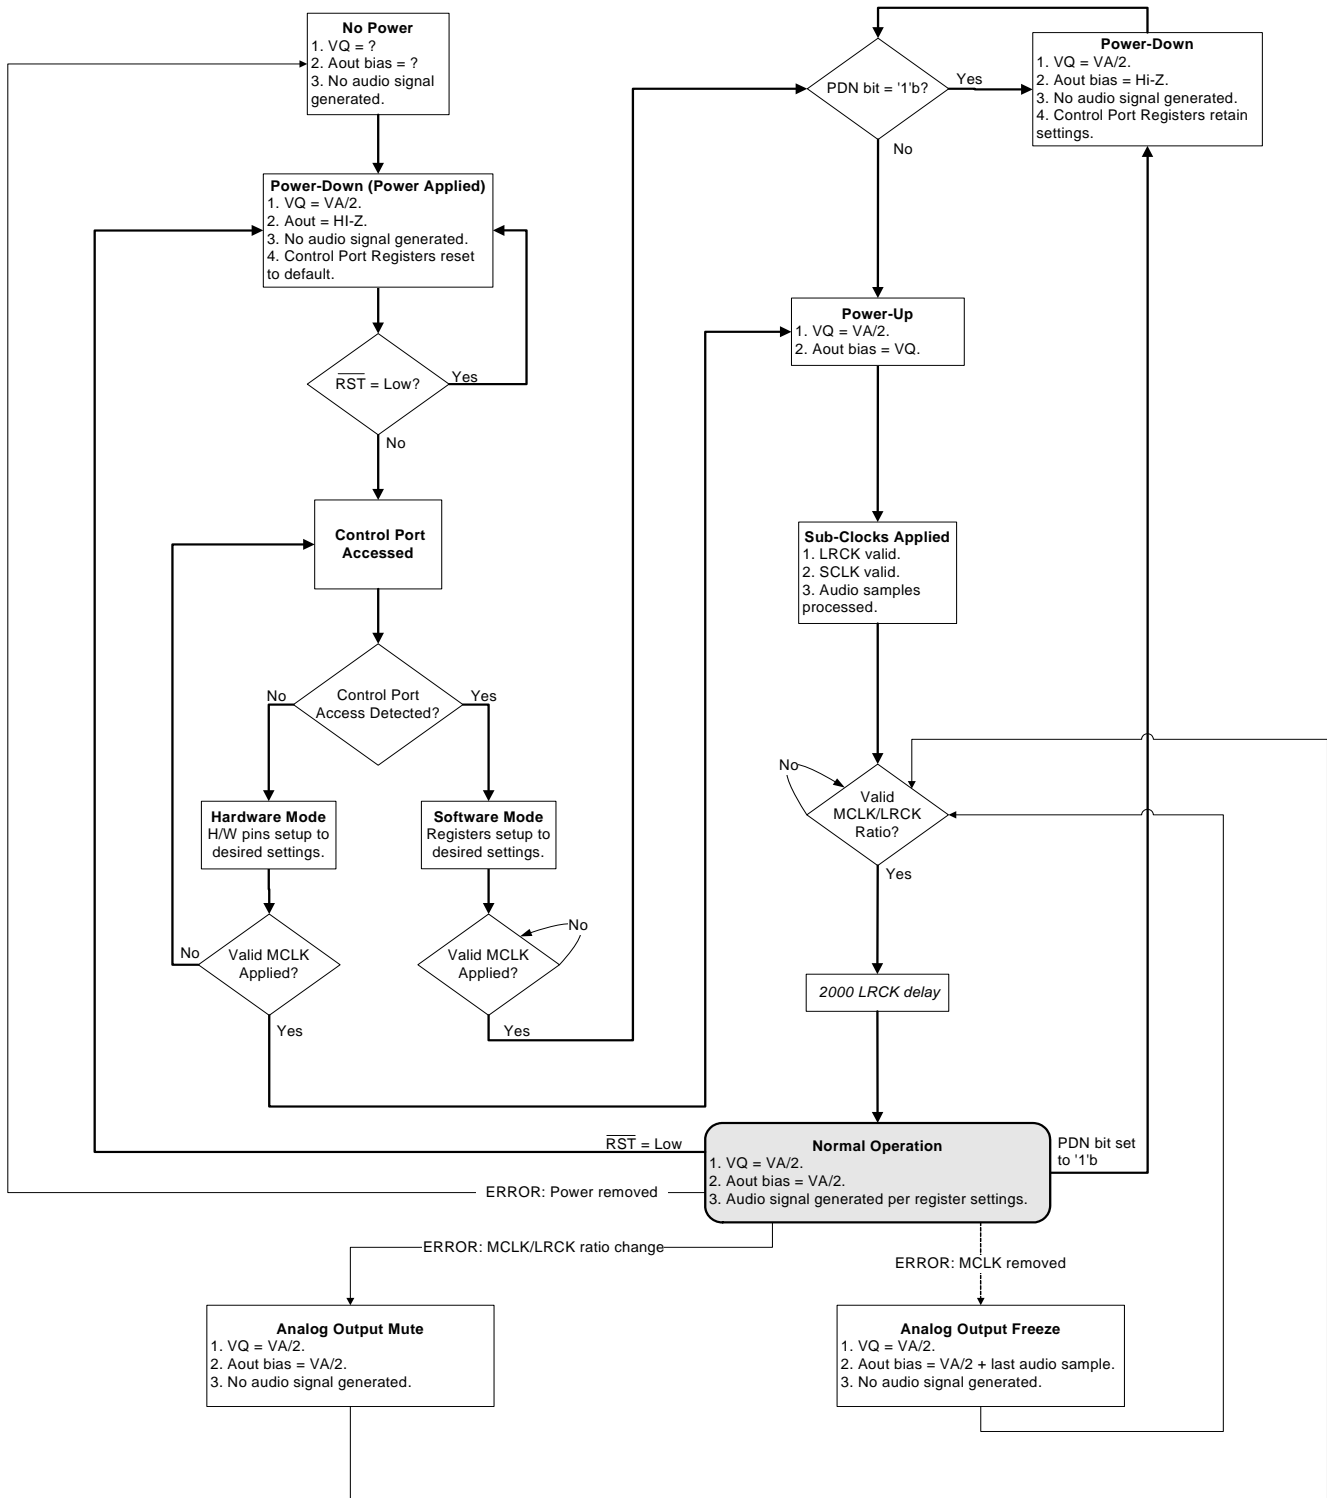 No Power
1. VQ = ?
2. Aout bias = ?
3. No audio signal
generated.
Power-Down (Power Applied)
1. VQ = VA/2.
2. Aout = HI-Z.
3. No audio signal generated.
4. Control Port Registers reset
to default.
RST = Low?
Yes
No
Control Port
Accessed
Control Port
Access Detected?
No
Yes
Hardware Mode
H/W pins setup to
desired settings.
Software Mode
Registers setup to
desired settings.
Valid MCLK
Applied?
No
Yes
Valid MCLK
Applied?
No
Yes
PDN bit = '1'b?
Yes
No
Power-Down
1. VQ = VA/2.
2. Aout bias = Hi-Z.
3. No audio signal generated.
4. Control Port Registers retain
settings.
Power-Up
1. VQ = VA/2.
2. Aout bias = VQ.
Sub-Clocks Applied
1. LRCK valid.
2. SCLK valid.
3. Audio samples
processed.
No
Valid
MCLK/LRCK
Ratio?
Yes
2000 LRCK delay
Normal Operation
1. VQ = VA/2.
2. Aout bias = VA/2.
3. Audio signal generated per register settings.
RST = Low
PDN bit set
to '1'b
ERROR: Power removed
ERROR: MCLK/LRCK ratio change
ERROR: MCLK removed
Analog Output Mute
1. VQ = VA/2.
2. Aout bias = VA/2.
3. No audio signal generated.
Analog Output Freeze
1. VQ = VA/2.
2. Aout bias = VA/2 + last audio sample.
3. No audio signal generated.